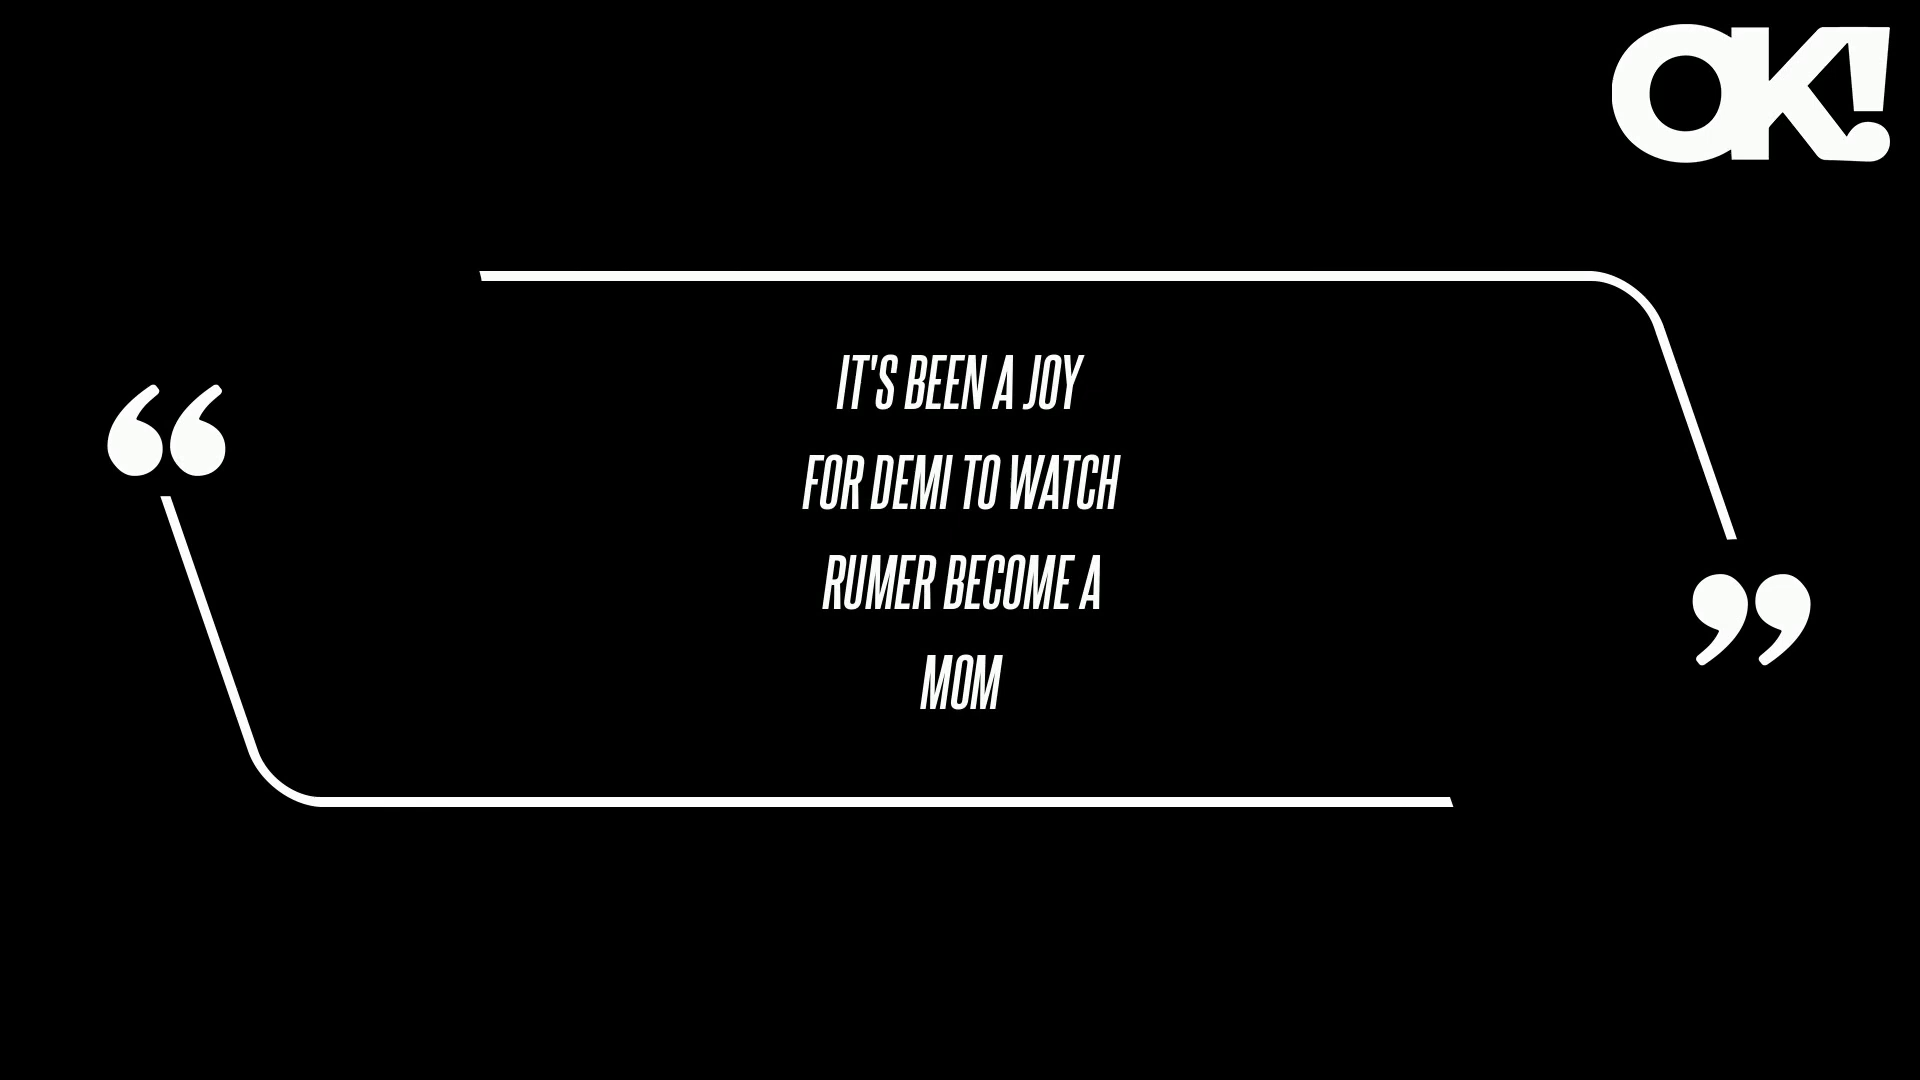 OK!
“
IT'S BEEN A JOY
FOR DEMI TO WATCH
RUMER BECOME A
MOM
”